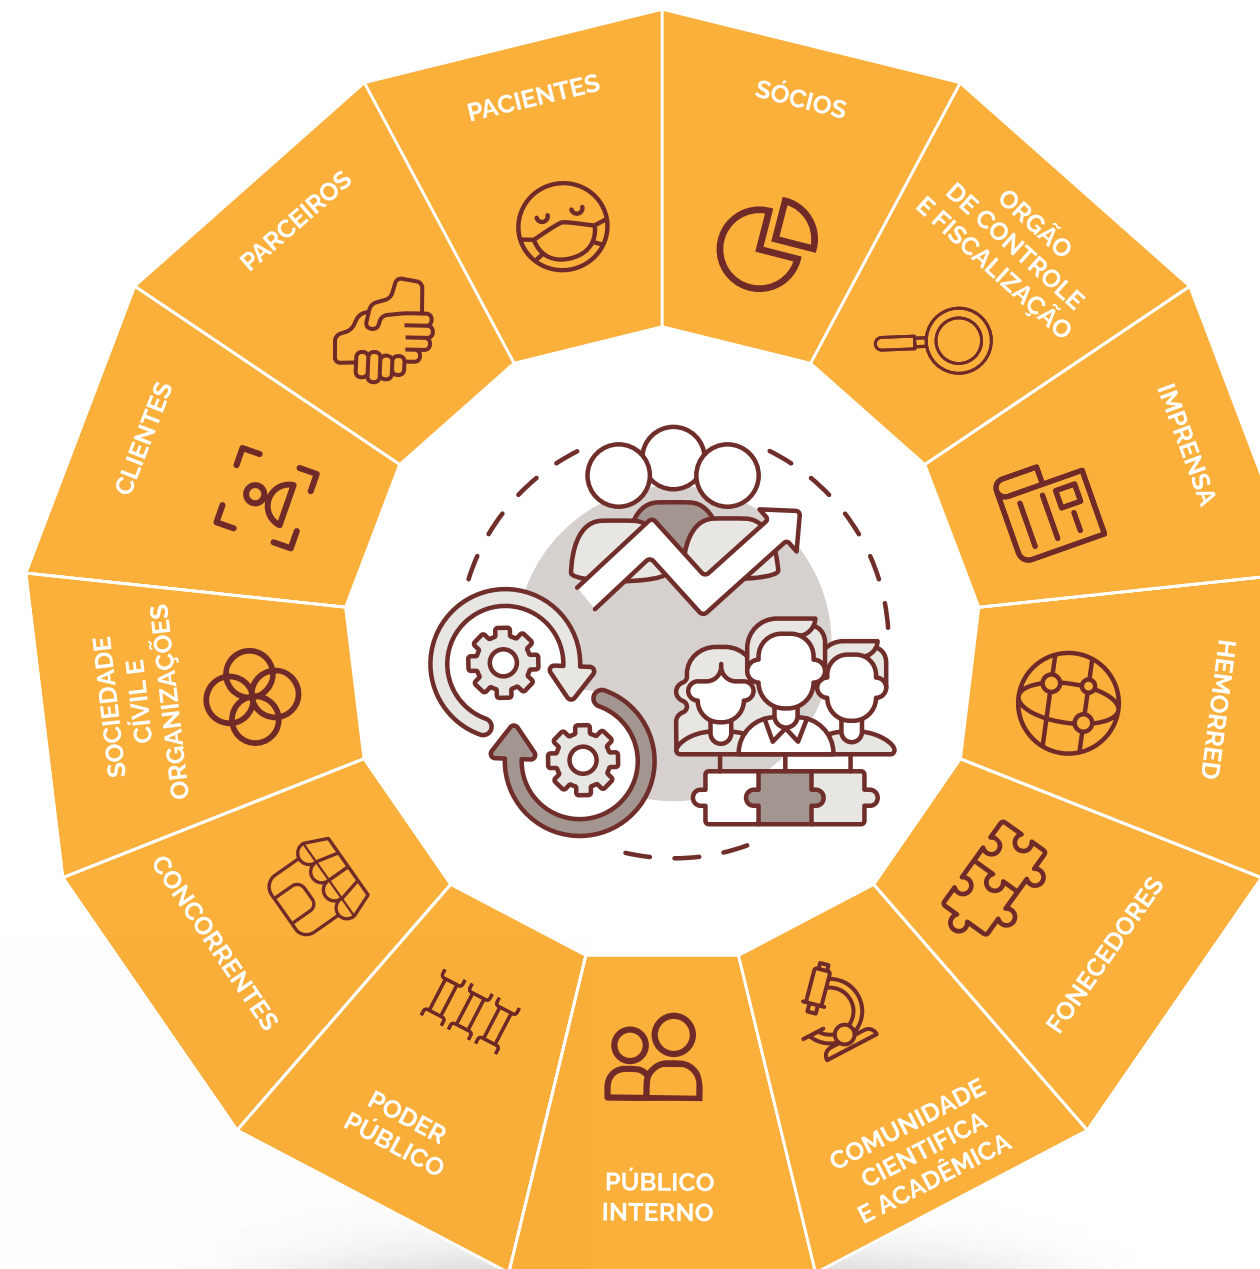 PACIENTES
SÓCIOS
ORGÃO
DE CONTROLE
E FISCALIZAÇÃO
IMPRENSA
HEMORRED
FONECEDORES
COMUNIDADE
CIENTIFICA
E ACADÊMICA
PÚBLICO
INTERNO
PODER
PÚBLICO
CONCORRENTES
SOCIEDADE
CÍVIL E
ORGANIZAÇÕES
CLIENTES
PARCEIROS